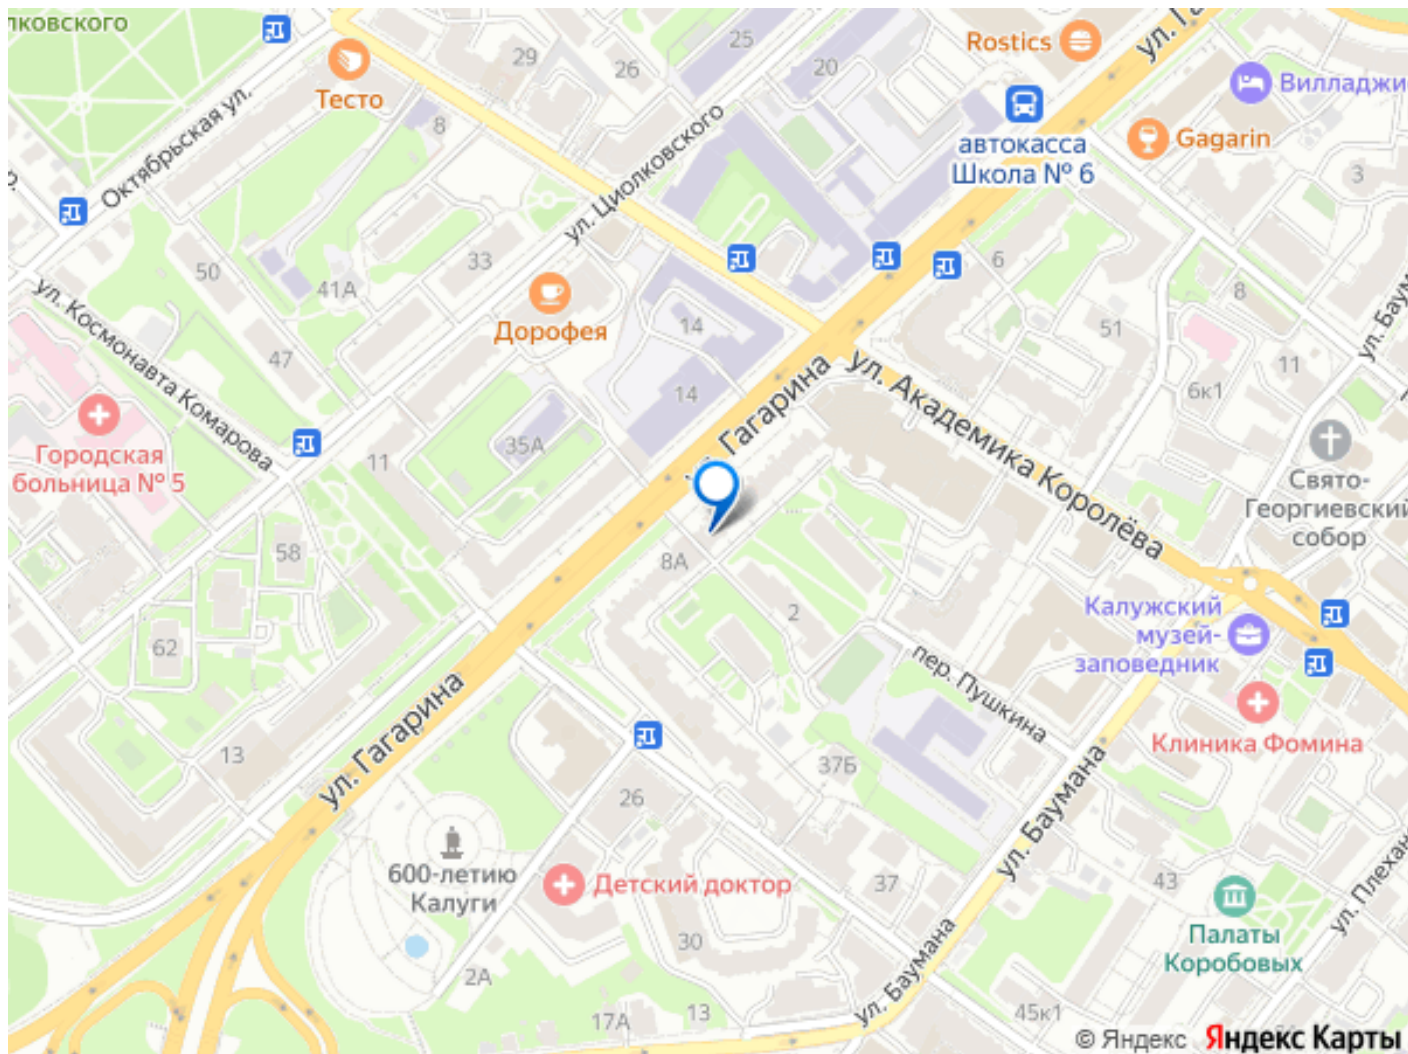 лковского
Тесто
Октябрьская ул.
29
26
25
20
8
Rostics
ул. Га
Вилладжи
автокасса
Школа № 6
Gagarin
3
ул. Циолковского
50
41А
33
Дорофея
14
6
51
8
11
6к1
ул. Баум
ул. Космонавта Комарова
47
14
ул. Гагарина
ул. Академика Королёва
Городская
больница № 5
11
35А
Свято-
Георгиевский
собор
58
8А
2
62
Калужский
музей-
заповедник
пер. Пушкина
Клиника Фомина
13
ул. Гагарина
37Б
26
ул. Баумана
600-летию
Калуги
Детский доктор
37
43
ул. Плехан
Палаты
Коробовых
30
2А
ул. Баумана
17А
13
45к1
© Яндекс Яндекс Карты